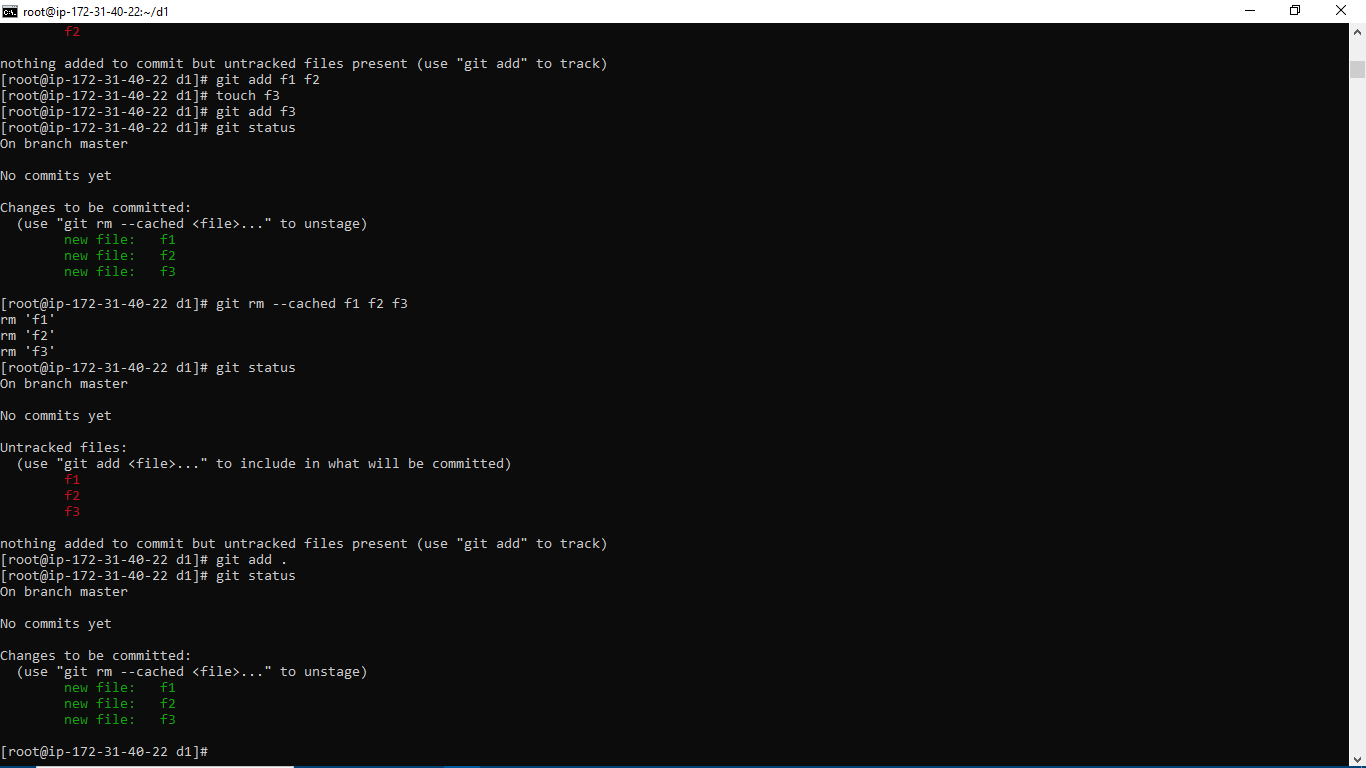 root@ip-172-31-40-22:~/d1
        f2

nothing added to commit but untracked files present (use "git add" to track)
[root@ip-172-31-40-22 d1]# git add f1 f2
[root@ip-172-31-40-22 d1]# touch f3
[root@ip-172-31-40-22 d1]# git add f3
[root@ip-172-31-40-22 d1]# git status
On branch master

No commits yet

Changes to be committed:
  (use "git rm --cached <file>..." to unstage)
        new file:   f1
        new file:   f2
        new file:   f3

[root@ip-172-31-40-22 d1]# git rm --cached f1 f2 f3
rm 'f1'
rm 'f2'
rm 'f3'
[root@ip-172-31-40-22 d1]# git status
On branch master

No commits yet

Untracked files:
  (use "git add <file>..." to include in what will be committed)
        f1
        f2
        f3

nothing added to commit but untracked files present (use "git add" to track)
[root@ip-172-31-40-22 d1]# git add .
[root@ip-172-31-40-22 d1]# git status
On branch master

No commits yet

Changes to be committed:
  (use "git rm --cached <file>..." to unstage)
        new file:   f1
        new file:   f2
        new file:   f3

[root@ip-172-31-40-22 d1]#